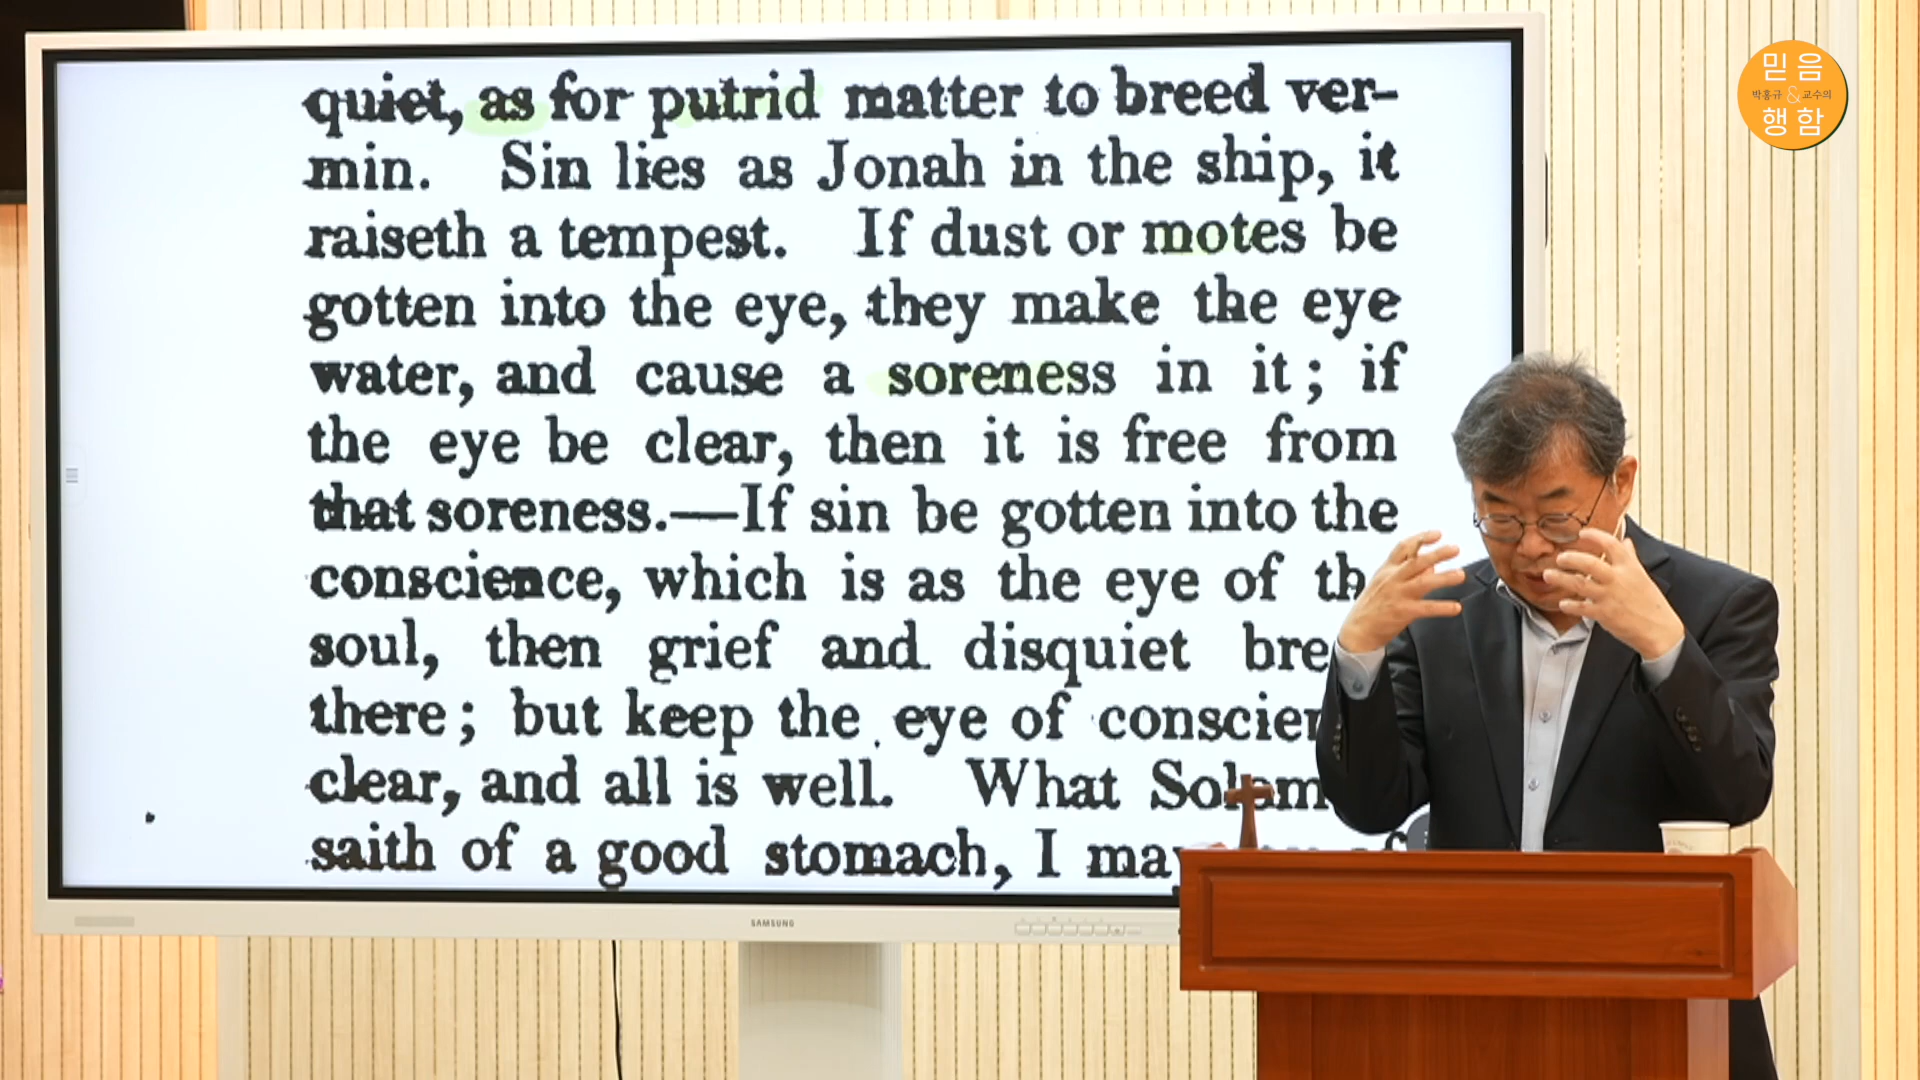 quiet, as for putrid matter to breed ver-
min. Sin lies as Jonah in the ship, it
raiseth a tempest. If dust or motes be
gotten into the eye, they make the eye
water, and cause a soreness in it; if
the eye be clear, then it is free from
that soreness.—If sin be gotten into the
conscience, which is as the eye of
soul, then grief and disquiet
there; but keep the eye of
clear, and all is well. What
saith of a good stomach, I
SAMSUNG
믿음
박홍규 & 교수의
행함